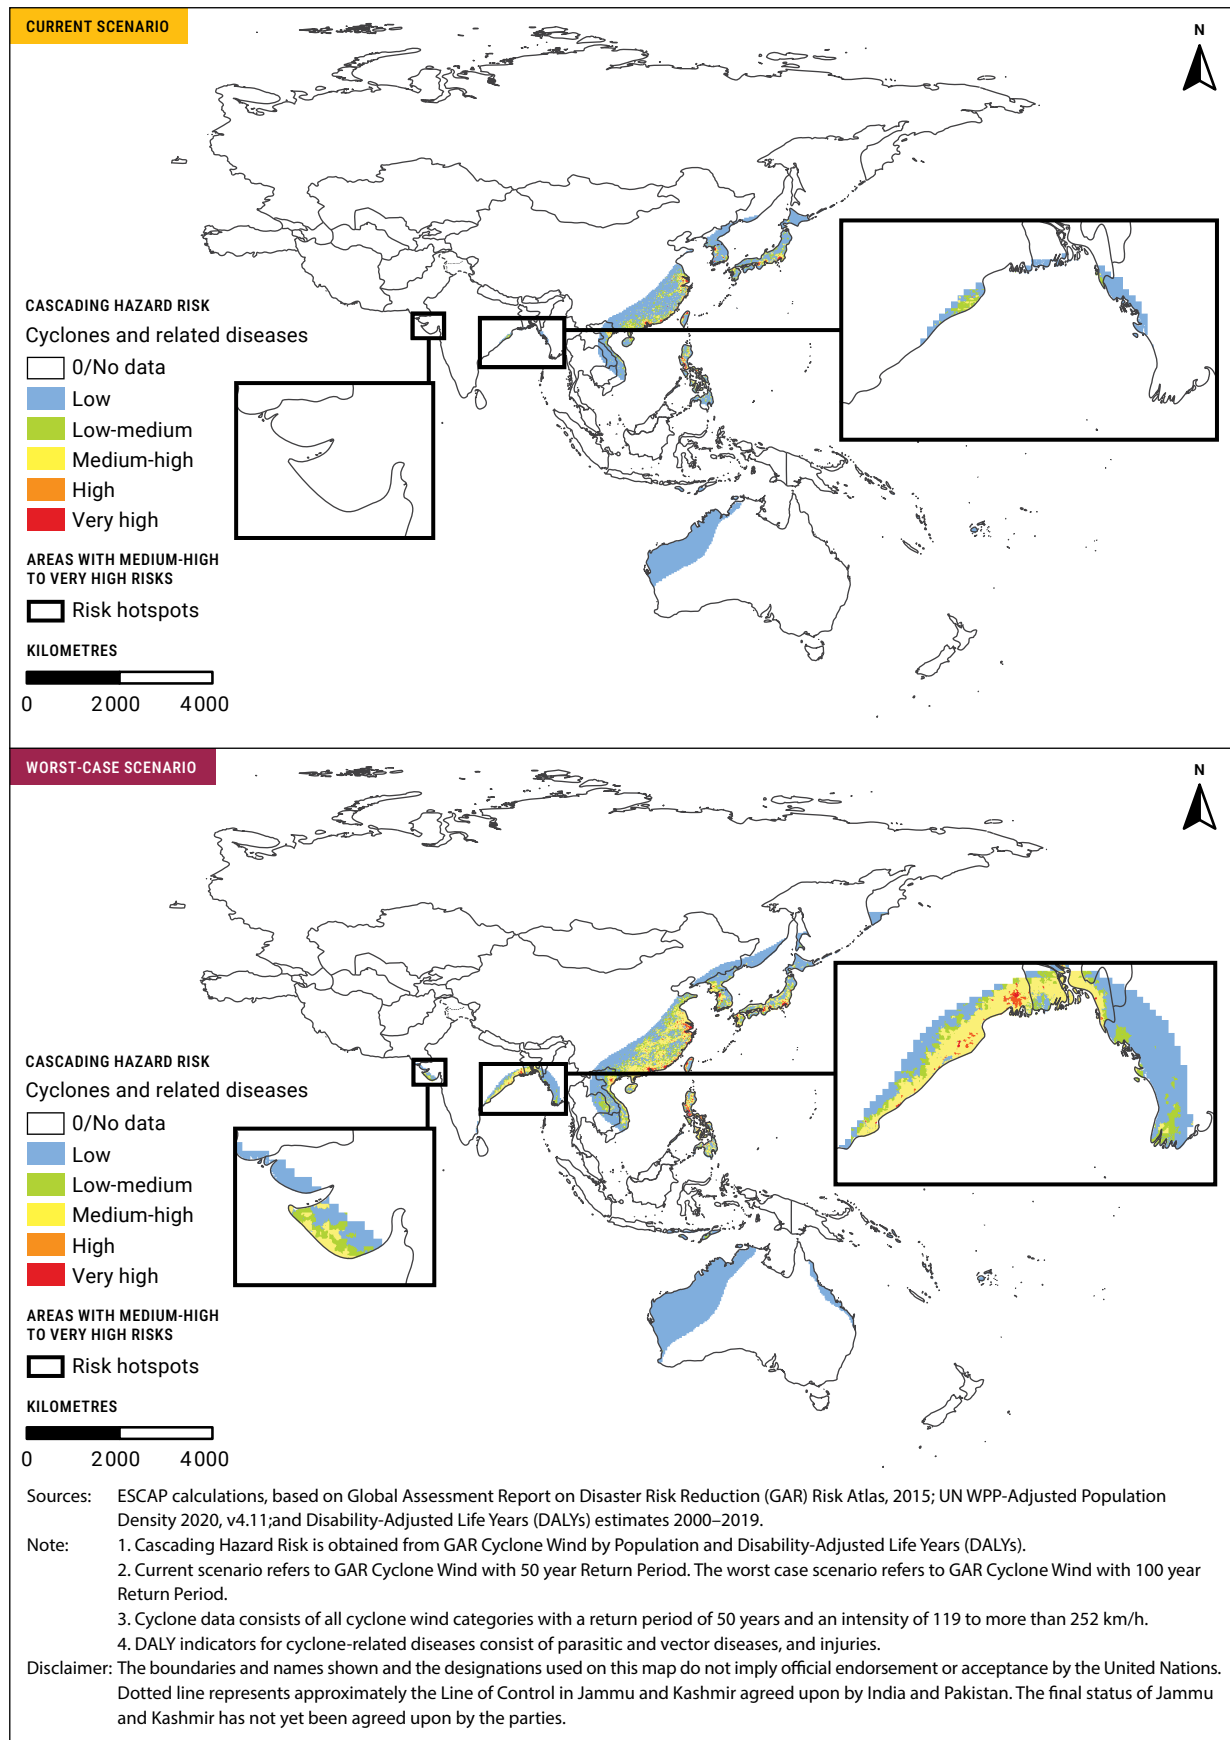 CURRENT SCENARIO
N
CASCADING HAZARD RISK
Cyclones and related diseases
0/No data
Low
Low-medium
Medium-high
High
Very high
AREAS WITH MEDIUM-HIGH
TO VERY HIGH RISKS
Risk hotspots
KILOMETRES
0 2 000 4 000
WORST-CASE SCENARIO
N
CASCADING HAZARD RISK
Cyclones and related diseases
0/No data
Low
Low-medium
Medium-high
High
Very high
AREAS WITH MEDIUM-HIGH
TO VERY HIGH RISKS
Risk hotspots
KILOMETRES
0 2 000 4 000
Sources: ESCAP calculations, based on Global Assessment Report on Disaster Risk Reduction (GAR) Risk Atlas, 2015; UN WPP-Adjusted Population
Density 2020, v4.11;and Disability-Adjusted Life Years (DALYs) estimates 2000–2019.
Note: 1. Cascading Hazard Risk is obtained from GAR Cyclone Wind by Population and Disability-Adjusted Life Years (DALYs).
2. Current scenario refers to GAR Cyclone Wind with 50 year Return Period. The worst case scenario refers to GAR Cyclone Wind with 100 year
Return Period.
3. Cyclone data consists of all cyclone wind categories with a return period of 50 years and an intensity of 119 to more than 252 km/h.
4. DALY indicators for cyclone-related diseases consist of parasitic and vector diseases, and injuries.
Disclaimer: The boundaries and names shown and the designations used on this map do not imply official endorsement or acceptance by the United Nations.
Dotted line represents approximately the Line of Control in Jammu and Kashmir agreed upon by India and Pakistan. The final status of Jammu
and Kashmir has not yet been agreed upon by the parties.